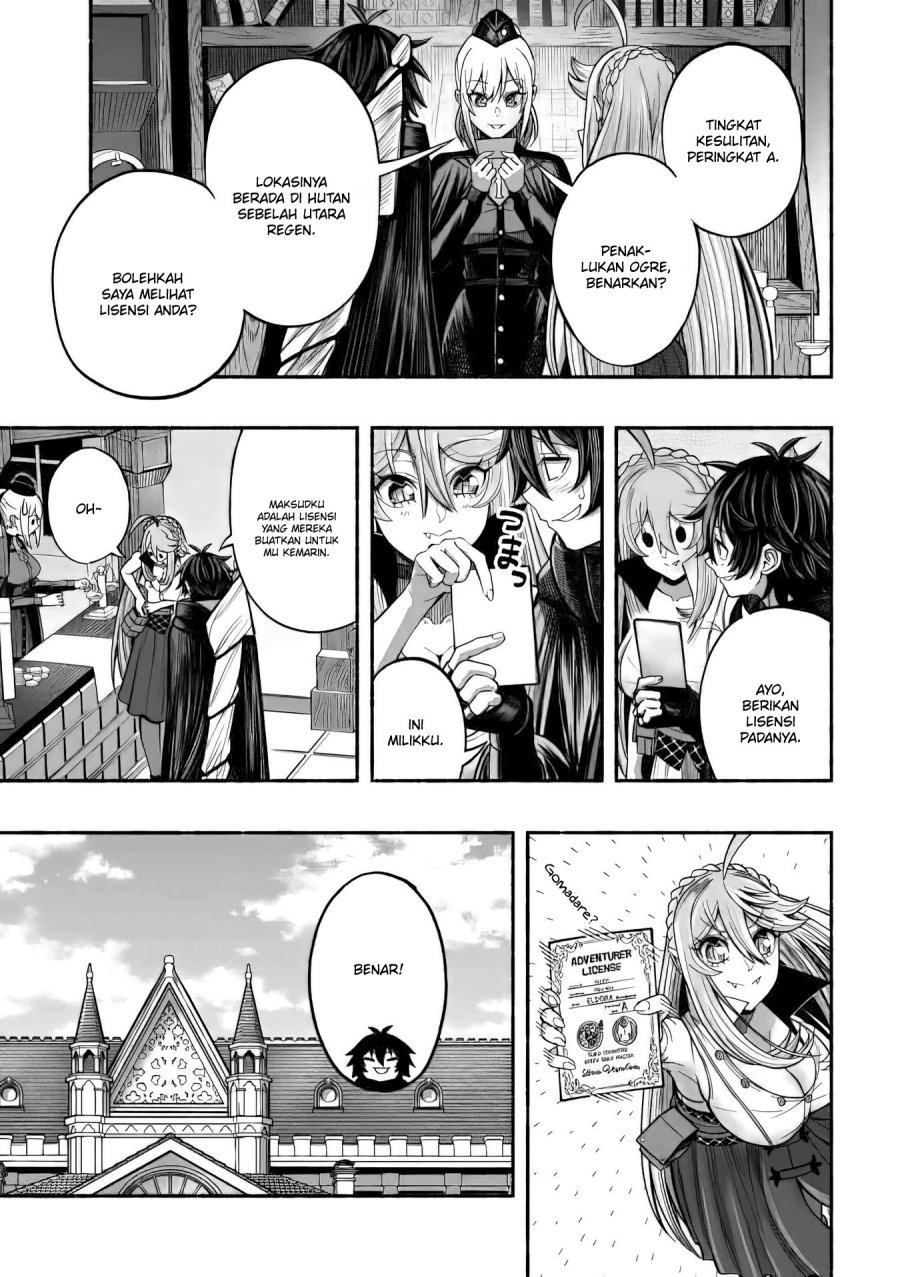 TINGKAT
KESULITAN,
PERINGKAT A.
PENAK-
LUKAN OGRE,
BENARKAN?
LOKASINYA
BERADA DI HUTAN
SEBELAH UTARA
REGEN.
BOLEHKAH
SAYA MELIHAT
LISENSI ANDA?
AYO,
BERIKAN
LISENSI
PADANYA.
つまっ
INI
MILIKKU.
MAKSUDKU
ADALAH LISENSI
YANG MEREKA
BUATKAN UNTUK
MU KEMARIN.
OH~
Gomadare?
ADVENTURER
LICENSE
ELDORA
A
BENAR!